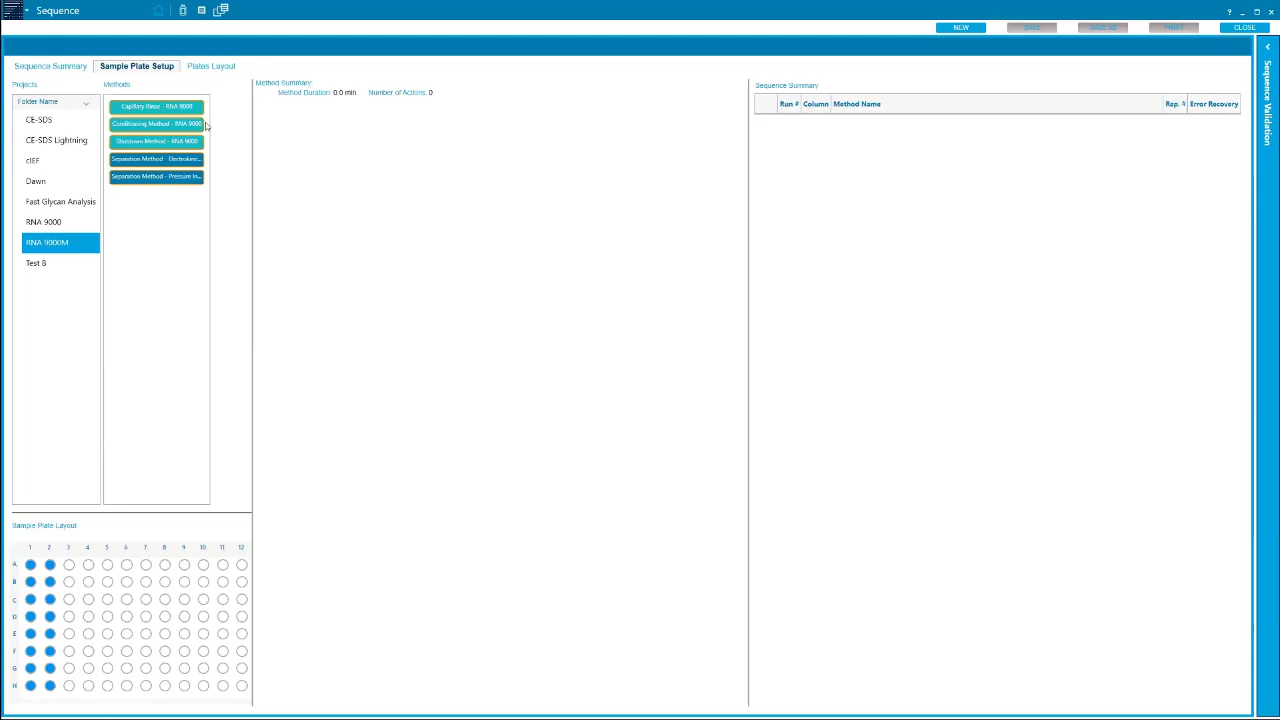 Sequence
?
NEW SAVE SAVE AS PRINT CLOSE
Sequence Summary Sample Plate Setup Plates Layout
Projects Methods
Folder Name
CE-SDS
CE-SDS Lightning
cIEF
Dawn
Fast Glycan Analysis
RNA 9000
RNA 9000M
Test B
Capillary Rinse - RNA 9000
Conditioning Method - RNA 9000
Shutdown Method - RNA 9000
Separation Method - Electrokine...
Separation Method - Pressure In...
Method Summary:
Method Duration: 0.0 min. Number of Actions: 0
Sequence Summary
Run # Column Method Name Rep. # Error Recovery
Sequence Validation
Sample Plate Layout
1 2 3 4 5 6 7 8 9 10 11 12
A
B
C
D
E
F
G
H